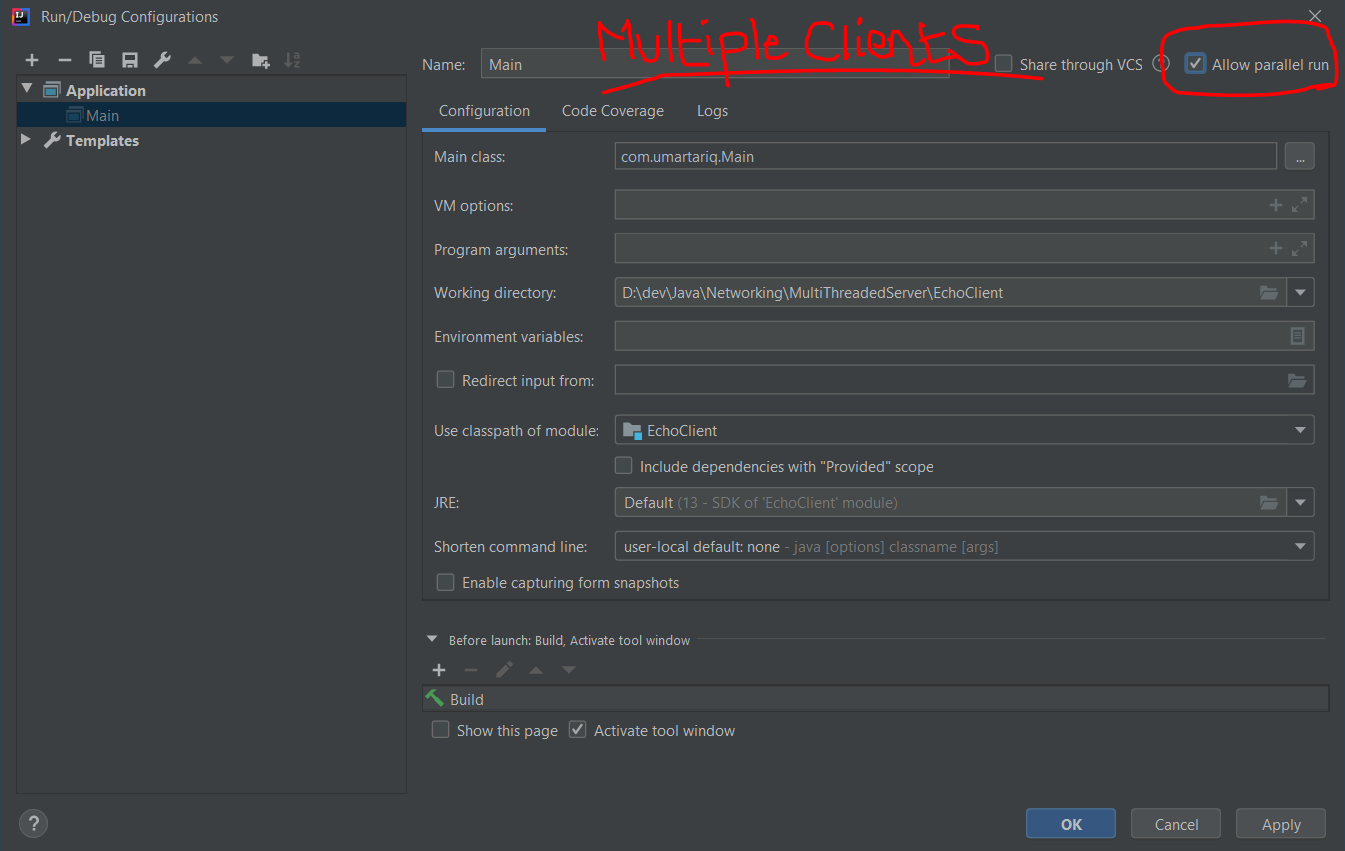 Run/Debug Configurations
Multiple Clients
Name: Main
Share through VCS ?
Allow parallel run
Application
Main
Templates
Configuration Code Coverage Logs
Main class: com.umartariq.Main ...
VM options:
Program arguments:
Working directory: D:\dev\Java\Networking\MultiThreadedServer\EchoClient
Environment variables:
Redirect input from:
Use classpath of module: EchoClient
Include dependencies with "Provided" scope
JRE: Default (13 - SDK of 'EchoClient' module)
Shorten command line: user-local default: none - java [options] classname [args]
Enable capturing form snapshots
Before launch: Build, Activate tool window
Build
Show this page Activate tool window
? OK Cancel Apply